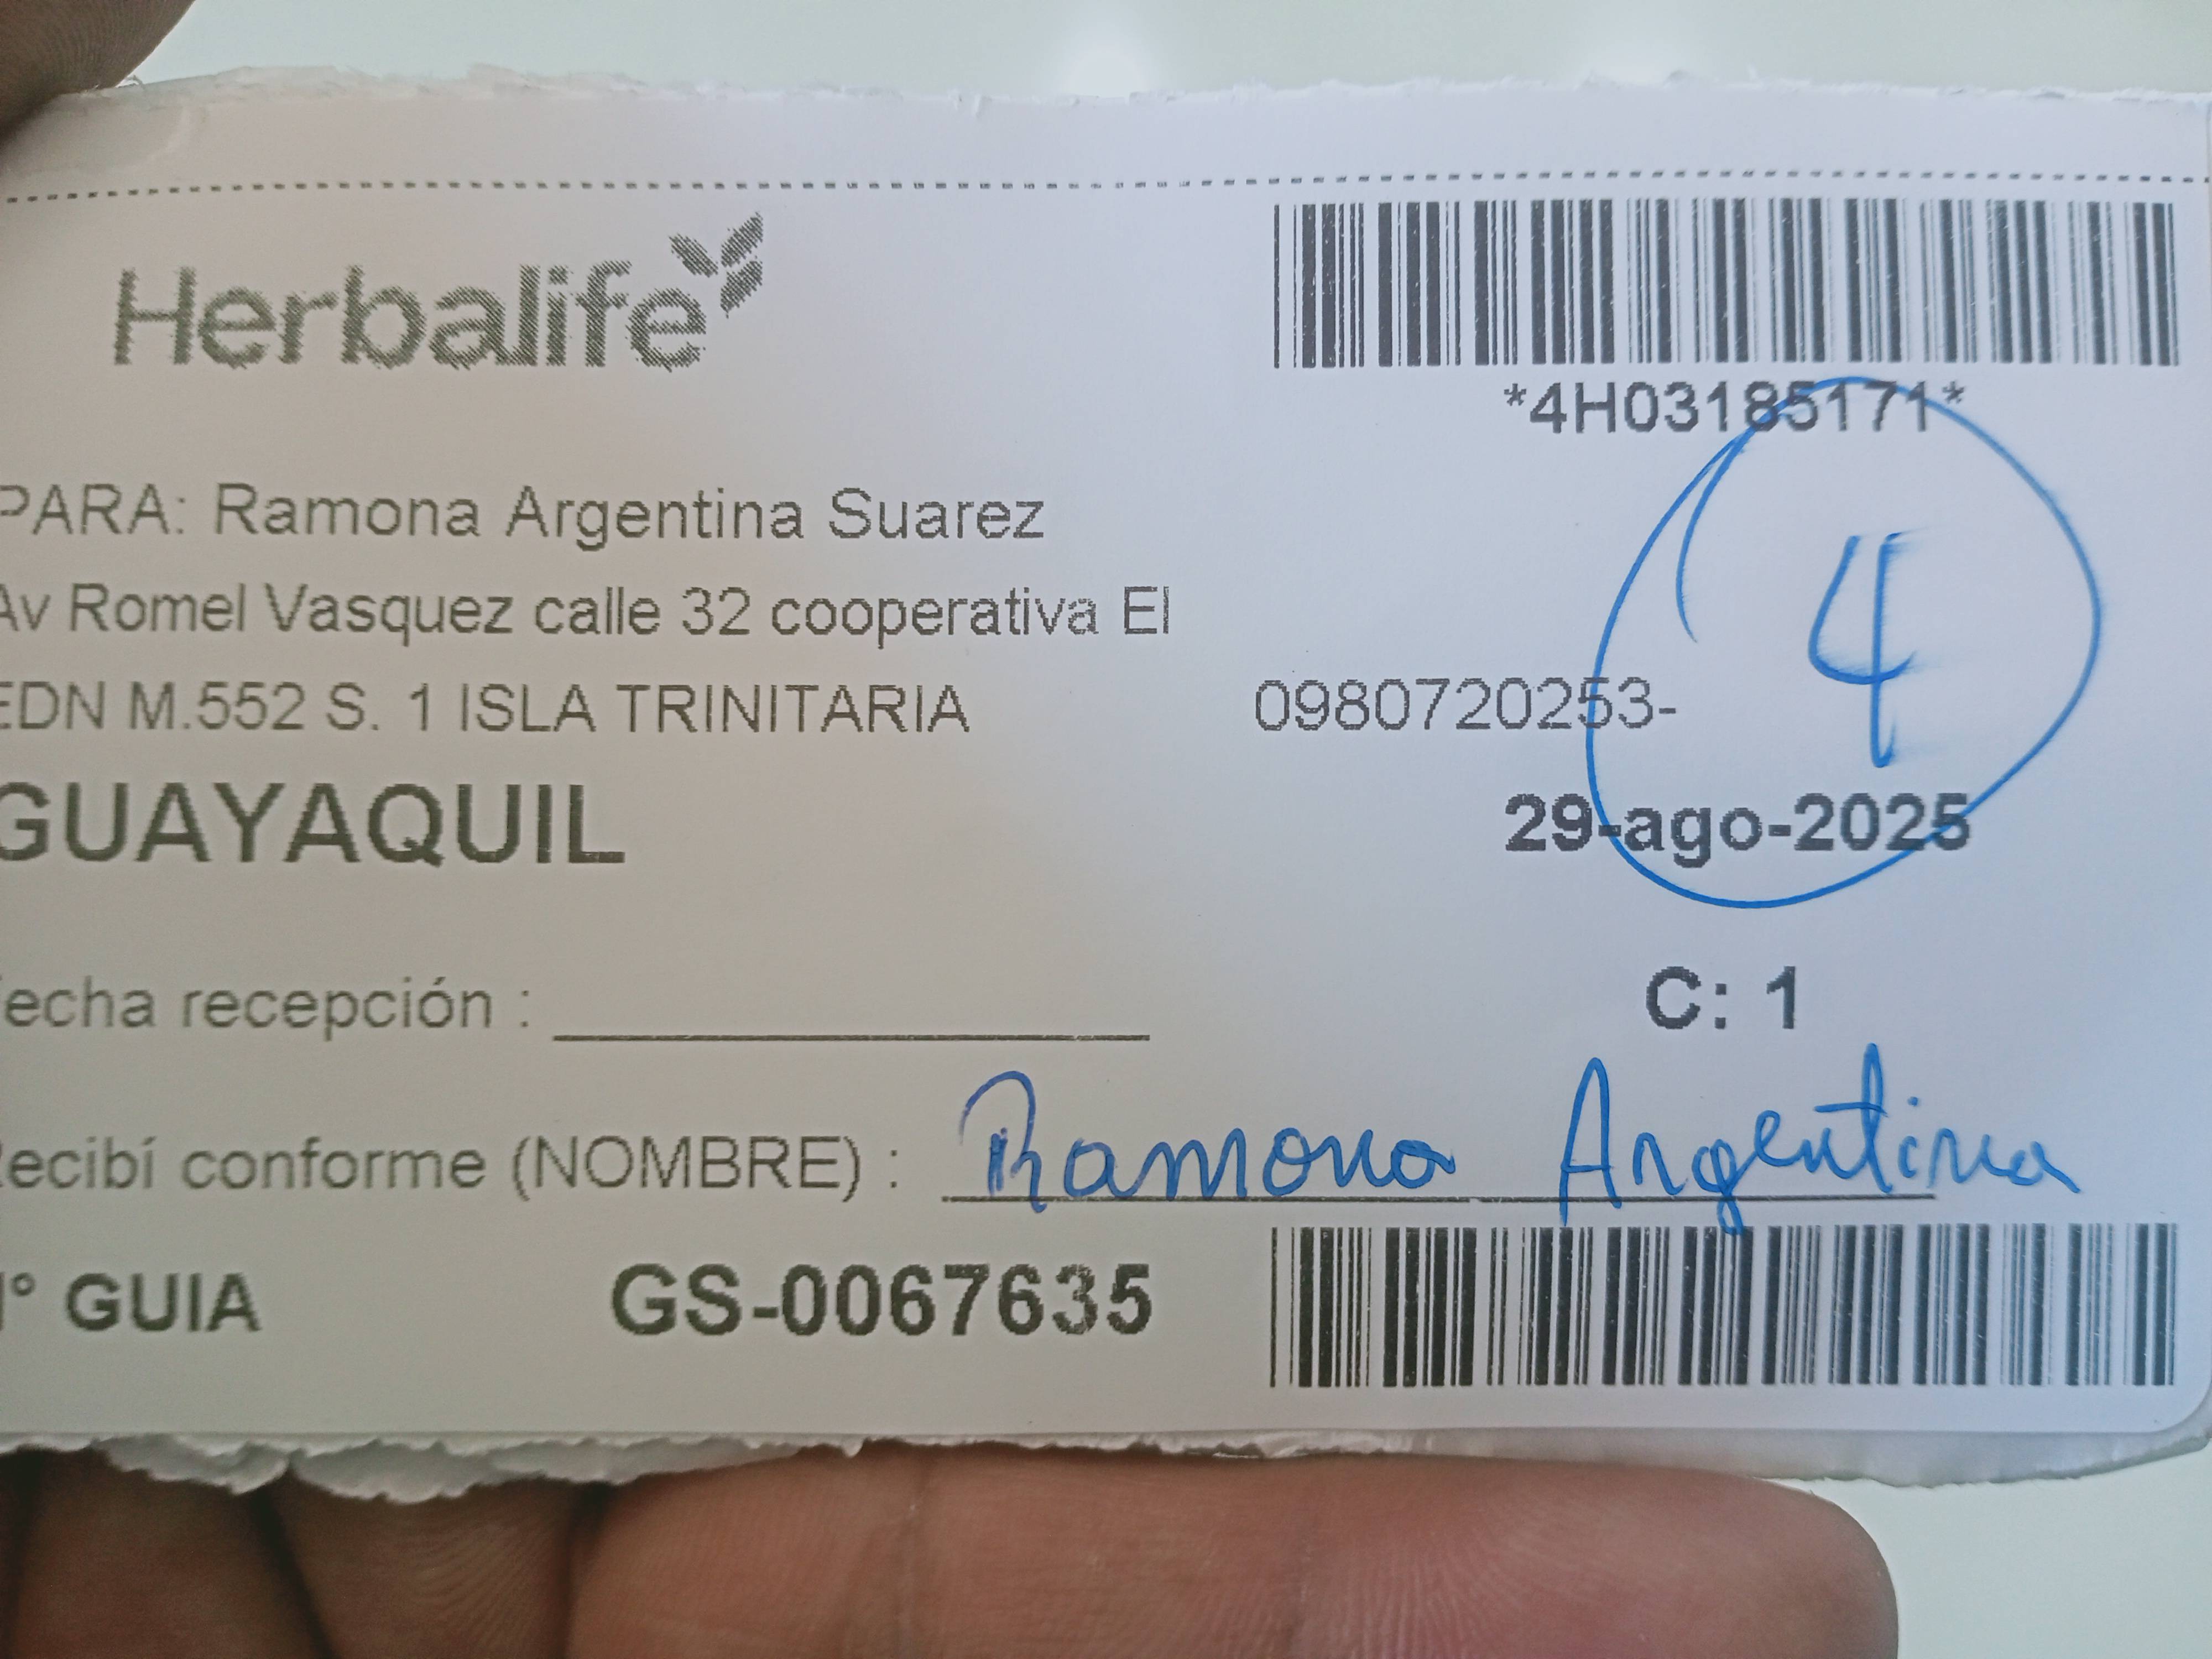 Herbalife
*4H03185171*
PARA: Ramona Argentina Suarez
4
Av Romel Vasquez calle 32 cooperativa El
EDN M.552 S. 1 ISLA TRINITARIA 0980720253-
GUAYAQUIL 29-ago-2025
C: 1
echa recepción :
ecibí conforme (NOMBRE) : Ramona Argentina
° GUIA GS-0067635